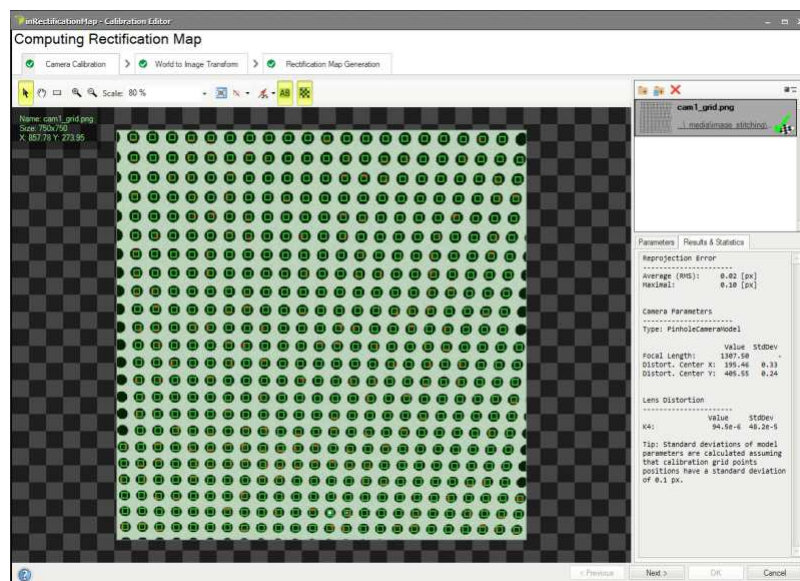 inRectificationMap - Calibration Editor
Computing Rectification Map
Camera Calibration > World to Image Transform > Rectification Map Generation
Scale: 80 %
AB
Name: cam1_grid.png
Size: 750x750
X: 857.78 Y: 273.95
cam1_grid.png
..\ media\image_stitching\...
Parameters Results & Statistics
Reprojection Error
-----------------------
Average (RMS): 0.02 [px]
Maximal: 0.10 [px]
Camera Parameters
-----------------------
Type: PinholeCameraModel
Value StdDev
Focal Length: 1307.50 -
Distort. Center X: 195.46 0.33
Distort. Center Y: 405.55 0.24
Lens Distortion
-----------------------
Value StdDev
K4: 94.5e-6 48.2e-5
Tip: Standard deviations of model
parameters are calculated assuming
that calibration grid points
positions have a standard deviation
of 0.1 px.
< Previous Next > OK Cancel